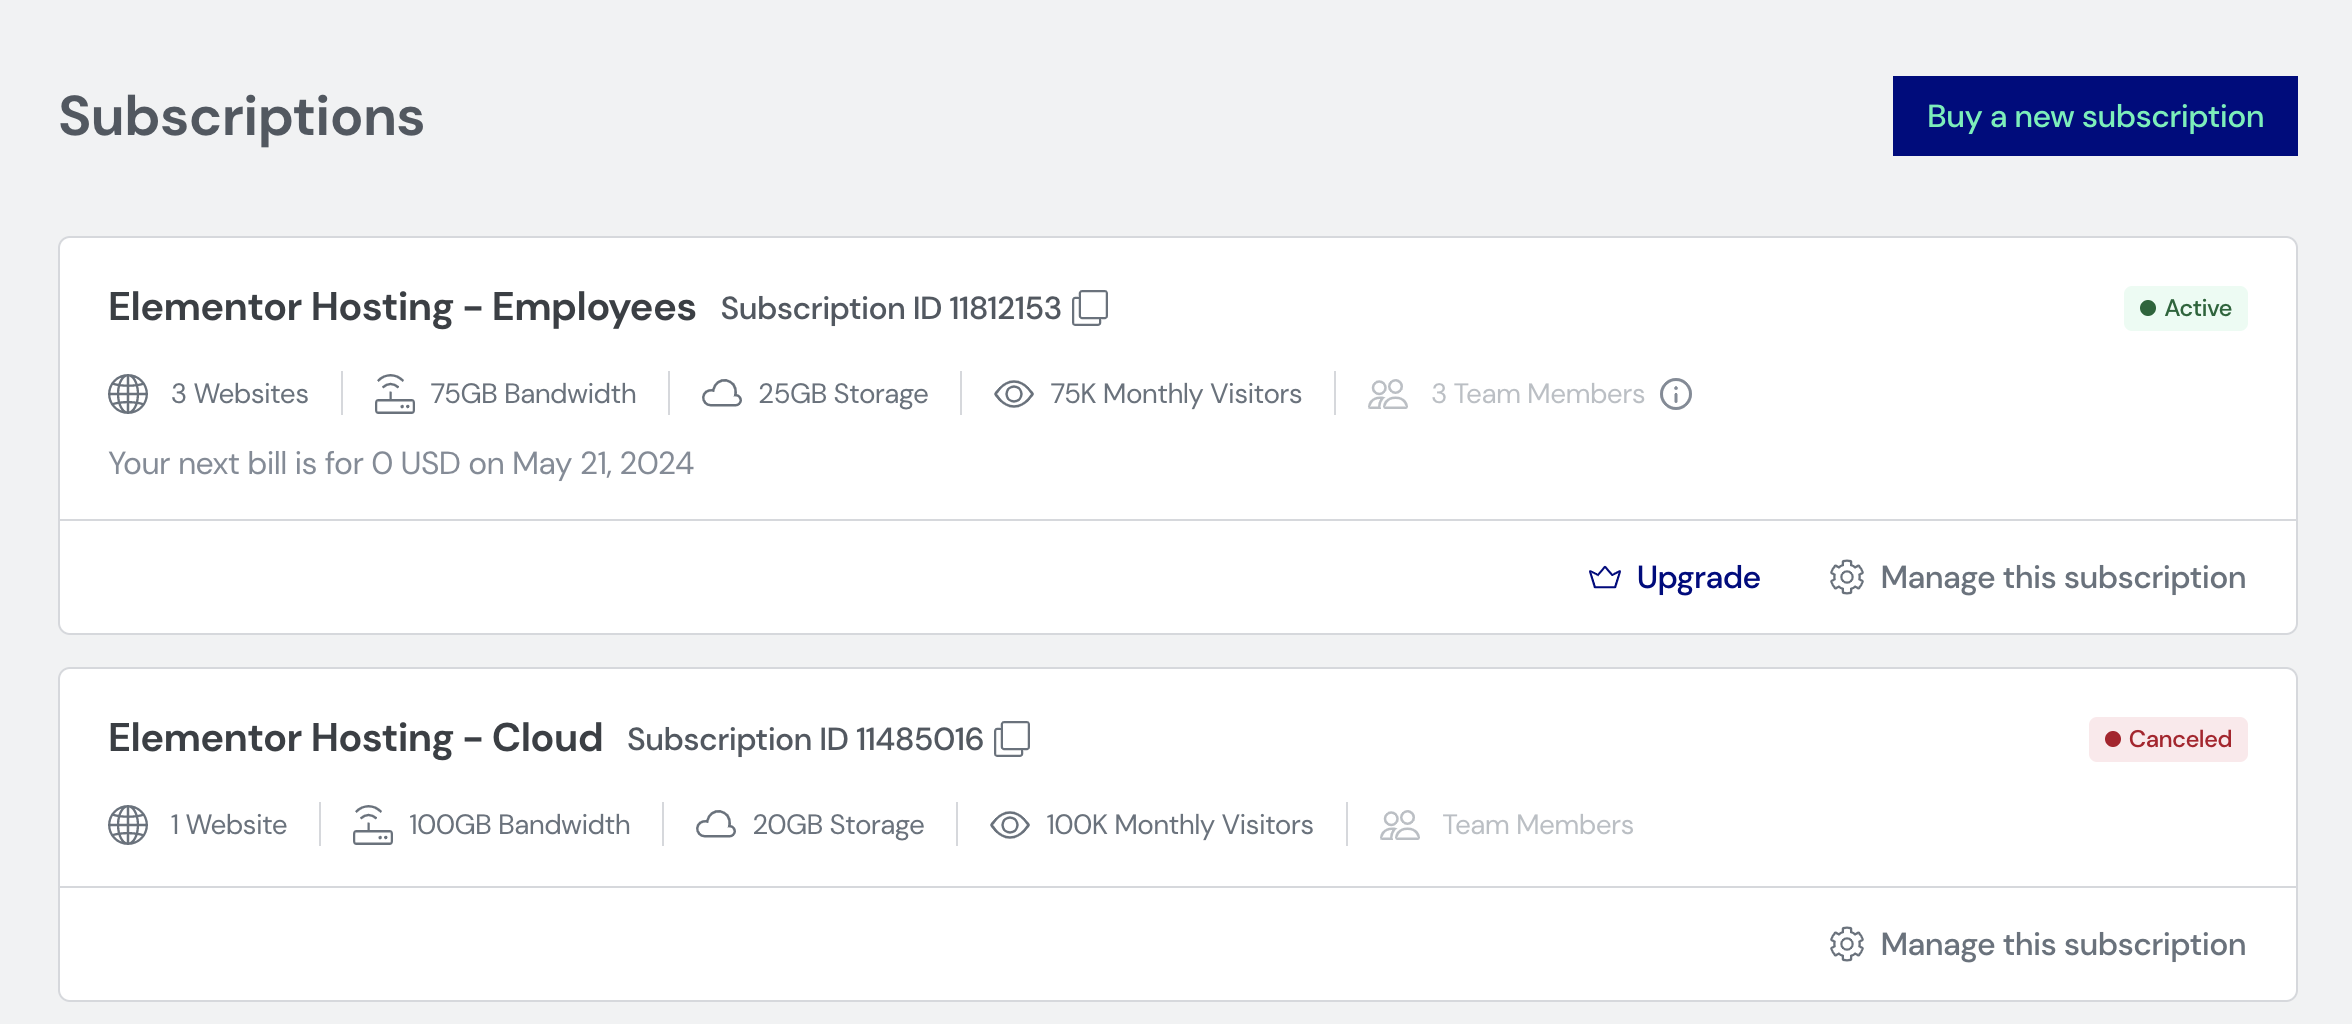 Subscriptions
Buy a new subscription
Elementor Hosting – Employees Subscription ID 11812153
Active
3 Websites 75GB Bandwidth 25GB Storage 75K Monthly Visitors 3 Team Members
Your next bill is for 0 USD on May 21, 2024
Upgrade Manage this subscription
Elementor Hosting – Cloud Subscription ID 11485016
Canceled
1 Website 100GB Bandwidth 20GB Storage 100K Monthly Visitors Team Members
Manage this subscription